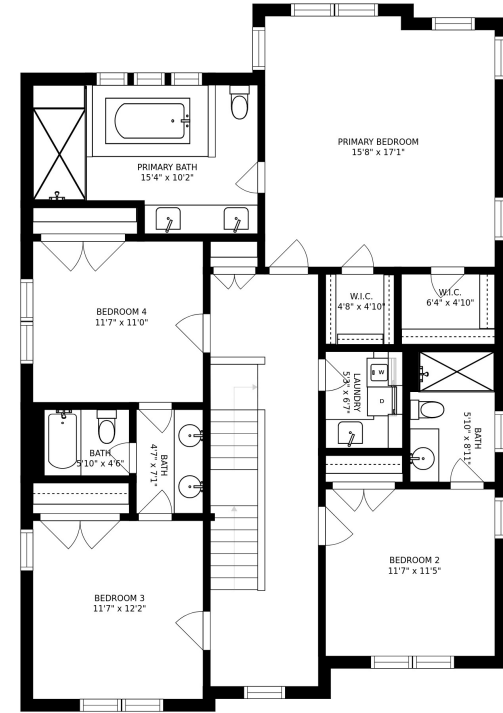 PRIMARY BEDROOM
15'8" x 17'1"
PRIMARY BATH
15'4" x 10'2"
W.I.C.
4'8" x 4'10"
W.I.C.
6'4" x 4'10"
BEDROOM 4
11'7" x 11'0"
LAUNDRY
5'3" x 6'7"
W
D
BATH
5'10" x 8'11"
BATH
5'10" x 4'6"
BATH
4'7" x 7'1"
BEDROOM 2
11'7" x 11'5"
BEDROOM 3
11'7" x 12'2"